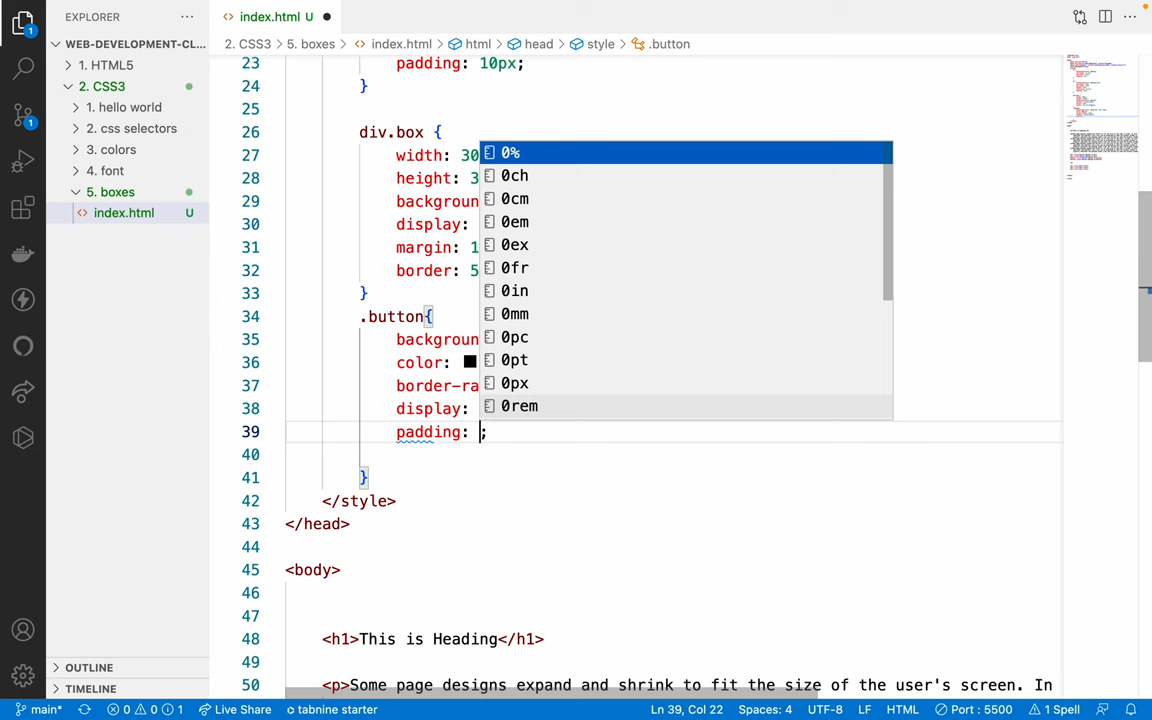 EXPLORER
index.html U
WEB-DEVELOPMENT-CL...
2. CSS3 > 5. boxes > index.html > html > head > style > .button
1. HTML5
2. CSS3
1. hello world
2. css selectors
3. colors
4. font
5. boxes
index.html U
23 padding: 10px;
24 }
25
26 div.box {
27 width: 30
28 height: 3
29 backgroun
30 display:
31 margin: 1
32 border: 5
33 }
34 .button{
35 backgroun
36 color:
37 border-ra
38 display:
39 padding: ;
40
41 }
42 </style>
43 </head>
44
45 <body>
46
47
48 <h1>This is Heading</h1>
49
50 <p>Some page designs expand and shrink to fit the size of the user's screen. In
0%
0ch
0cm
0em
0ex
0fr
0in
0mm
0pc
0pt
0px
0rem
OUTLINE
TIMELINE
1
1
main* 0 0 1 Live Share tabnine starter Ln 39, Col 22 Spaces: 4 UTF-8 LF HTML Port : 5500 1 Spell